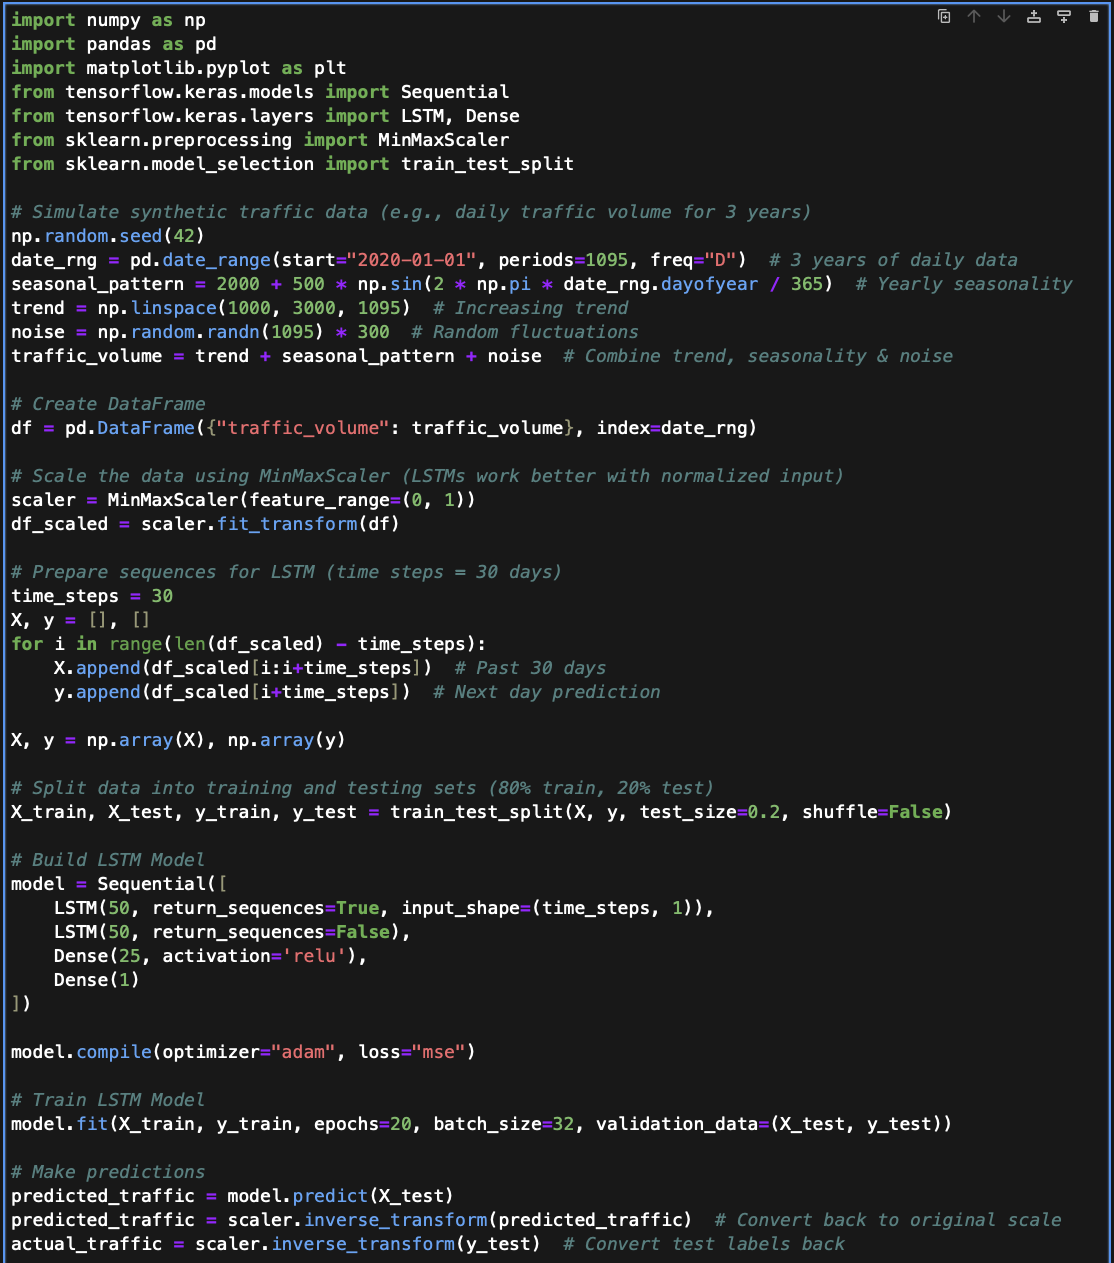 import numpy as np
import pandas as pd
import matplotlib.pyplot as plt
from tensorflow.keras.models import Sequential
from tensorflow.keras.layers import LSTM, Dense
from sklearn.preprocessing import MinMaxScaler
from sklearn.model_selection import train_test_split

# Simulate synthetic traffic data (e.g., daily traffic volume for 3 years)
np.random.seed(42)
date_rng = pd.date_range(start="2020-01-01", periods=1095, freq="D")  # 3 years of daily data
seasonal_pattern = 2000 + 500 * np.sin(2 * np.pi * date_rng.dayofyear / 365)  # Yearly seasonality
trend = np.linspace(1000, 3000, 1095)  # Increasing trend
noise = np.random.randn(1095) * 300  # Random fluctuations
traffic_volume = trend + seasonal_pattern + noise  # Combine trend, seasonality & noise

# Create DataFrame
df = pd.DataFrame({"traffic_volume": traffic_volume}, index=date_rng)

# Scale the data using MinMaxScaler (LSTMs work better with normalized input)
scaler = MinMaxScaler(feature_range=(0, 1))
df_scaled = scaler.fit_transform(df)

# Prepare sequences for LSTM (time steps = 30 days)
time_steps = 30
X, y = [], []
for i in range(len(df_scaled) - time_steps):
    X.append(df_scaled[i:i+time_steps])  # Past 30 days
    y.append(df_scaled[i+time_steps])  # Next day prediction

X, y = np.array(X), np.array(y)

# Split data into training and testing sets (80% train, 20% test)
X_train, X_test, y_train, y_test = train_test_split(X, y, test_size=0.2, shuffle=False)

# Build LSTM Model
model = Sequential([
    LSTM(50, return_sequences=True, input_shape=(time_steps, 1)),
    LSTM(50, return_sequences=False),
    Dense(25, activation='relu'),
    Dense(1)
])

model.compile(optimizer="adam", loss="mse")

# Train LSTM Model
model.fit(X_train, y_train, epochs=20, batch_size=32, validation_data=(X_test, y_test))

# Make predictions
predicted_traffic = model.predict(X_test)
predicted_traffic = scaler.inverse_transform(predicted_traffic)  # Convert back to original scale
actual_traffic = scaler.inverse_transform(y_test)  # Convert test labels back